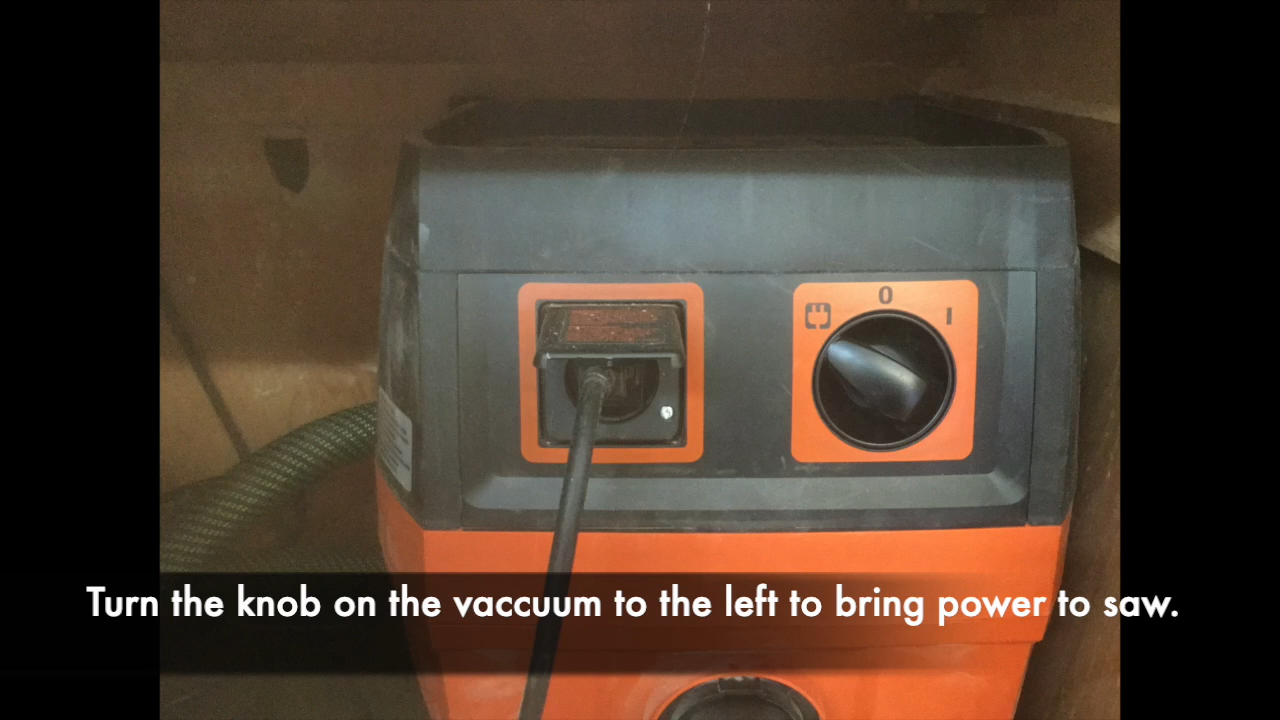 0
I
Turn the knob on the vaccuum to the left to bring power to saw.